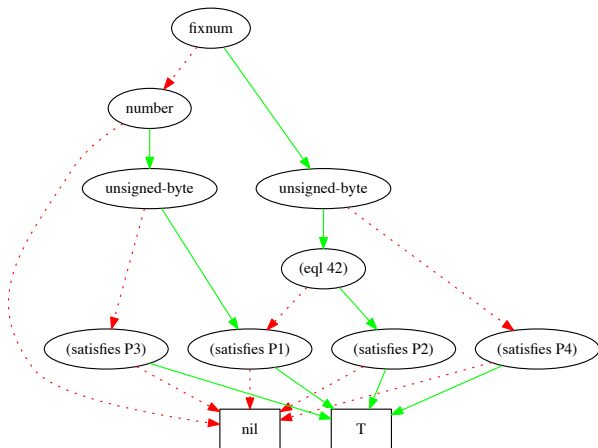 fixnum
number
unsigned-byte
unsigned-byte
(eql 42)
(satisfies P3)
(satisfies P1)
(satisfies P2)
(satisfies P4)
nil
T